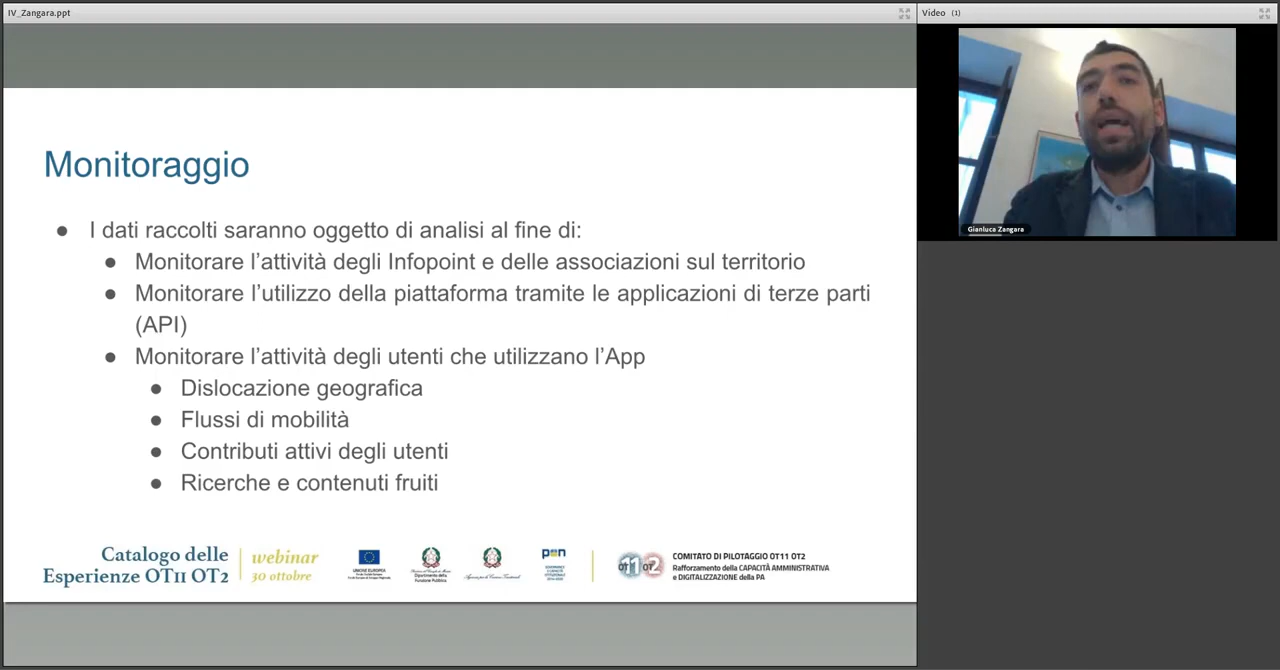 IV_Zangara.ppt
Video (1)
Gianluca Zangara
Monitoraggio
● I dati raccolti saranno oggetto di analisi al fine di:
● Monitorare l’attività degli Infopoint e delle associazioni sul territorio
● Monitorare l’utilizzo della piattaforma tramite le applicazioni di terze parti
(API)
● Monitorare l’attività degli utenti che utilizzano l’App
● Dislocazione geografica
● Flussi di mobilità
● Contributi attivi degli utenti
● Ricerche e contenuti fruiti
Catalogo delle
Esperienze OT11 OT2
webinar
30 ottobre
UNIONE EUROPEA
Dipartimento della
Funzione Pubblica
pon
OT11 OT2
COMITATO DI PILOTAGGIO OT11 OT2
Rafforzamento della CAPACITÀ AMMINISTRATIVA
e DIGITALIZZAZIONE della PA